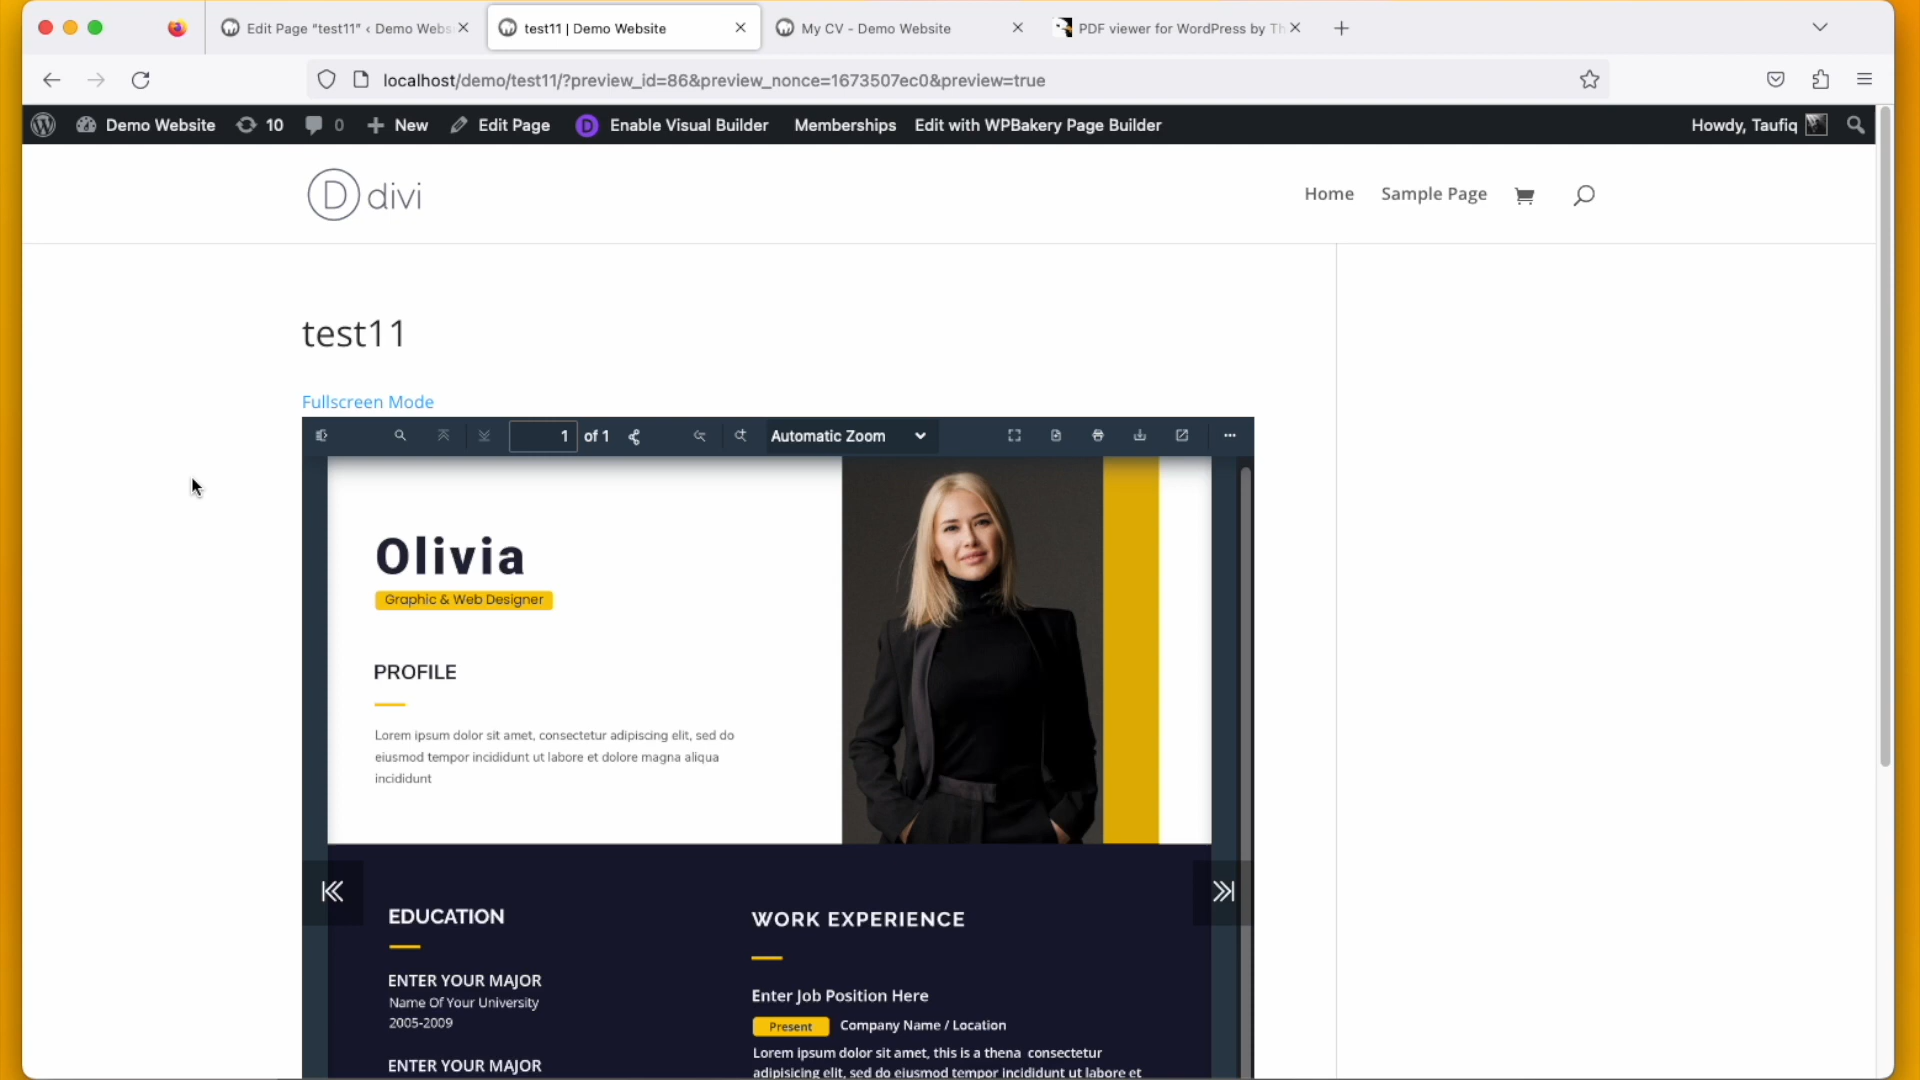 Edit Page "test11" ‹ Demo Webs
test11 | Demo Website
My CV - Demo Website
PDF viewer for WordPress by Th
localhost/demo/test11/?preview_id=86&preview_nonce=1673507ec0&preview=true
Demo Website 10 0 New Edit Page Enable Visual Builder Memberships Edit with WPBakery Page Builder Howdy, Taufiq
D divi
Home Sample Page
test11
Fullscreen Mode
1 of 1 Automatic Zoom
Olivia
Graphic & Web Designer
PROFILE
Lorem ipsum dolor sit amet, consectetur adipiscing elit, sed do
eiusmod tempor incididunt ut labore et dolore magna aliqua
incididunt
EDUCATION
ENTER YOUR MAJOR
Name Of Your University
2005-2009
ENTER YOUR MAJOR
WORK EXPERIENCE
Enter Job Position Here
Present Company Name / Location
Lorem ipsum dolor sit amet, this is a thena consectetur
adipisicing elit, sed do eiusmod tempor incididunt ut labore et